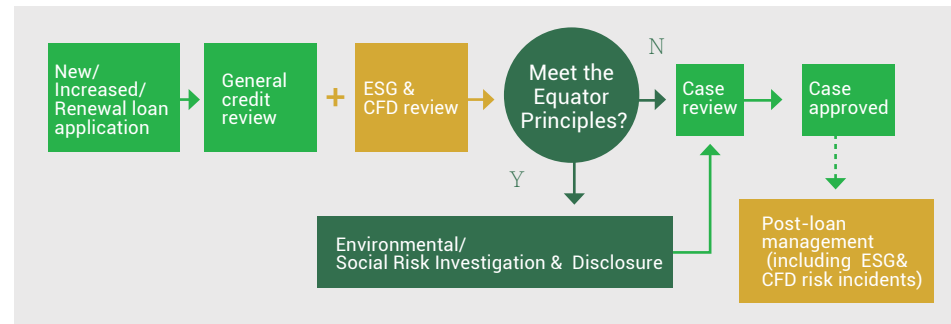 New/
Increased/
Renewal loan
application
General
credit
review
+
ESG &
CFD review
Meet the
Equator
Principles?
N
Case
review
Case
approved
Y
Environmental/
Social Risk Investigation & Disclosure
Post-loan
management
(including ESG&
CFD risk incidents)